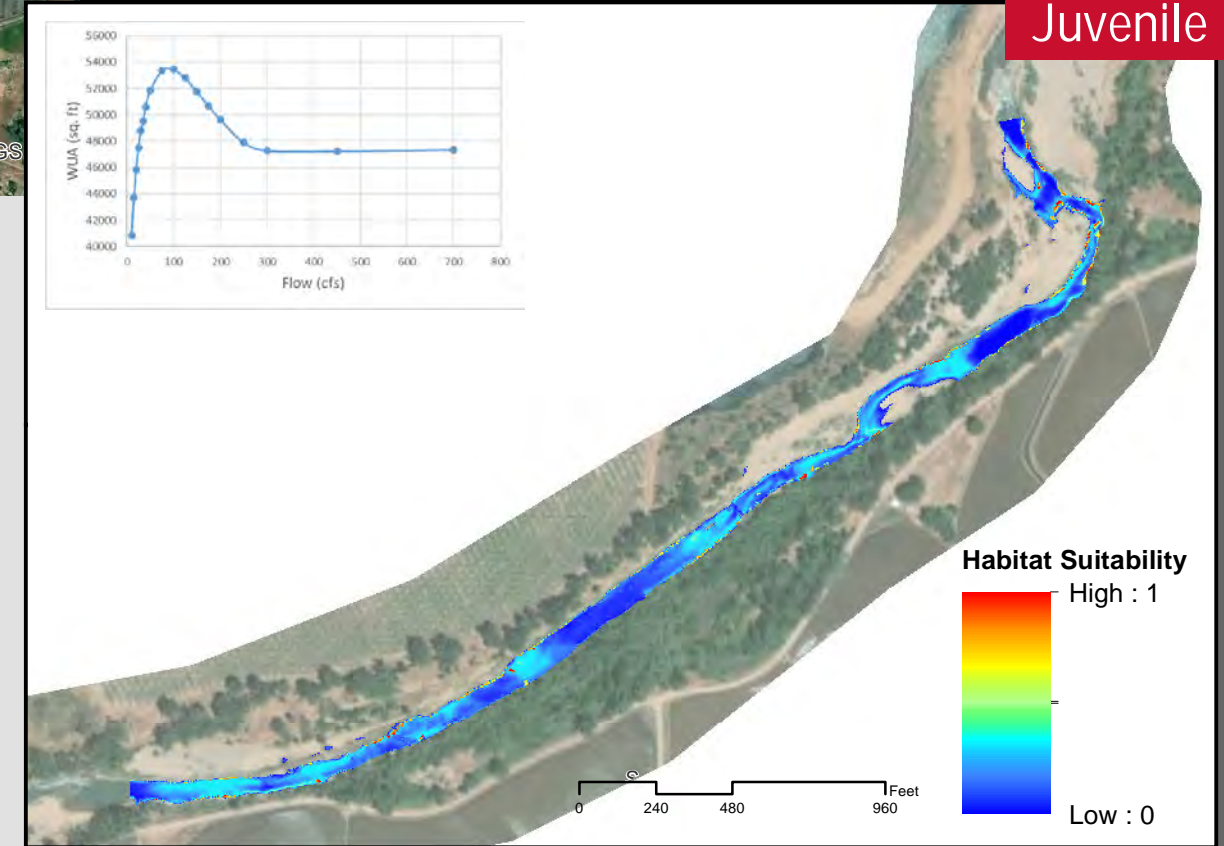 Juvenile
56000
54000
52000
50000
48000
46000
44000
42000
40000
WUA (sq. ft)
0 100 200 300 400 500 600 700 800
Flow (cfs)
GS
Habitat Suitability
High : 1
=
Low : 0
S
Feet
0 240 480 960